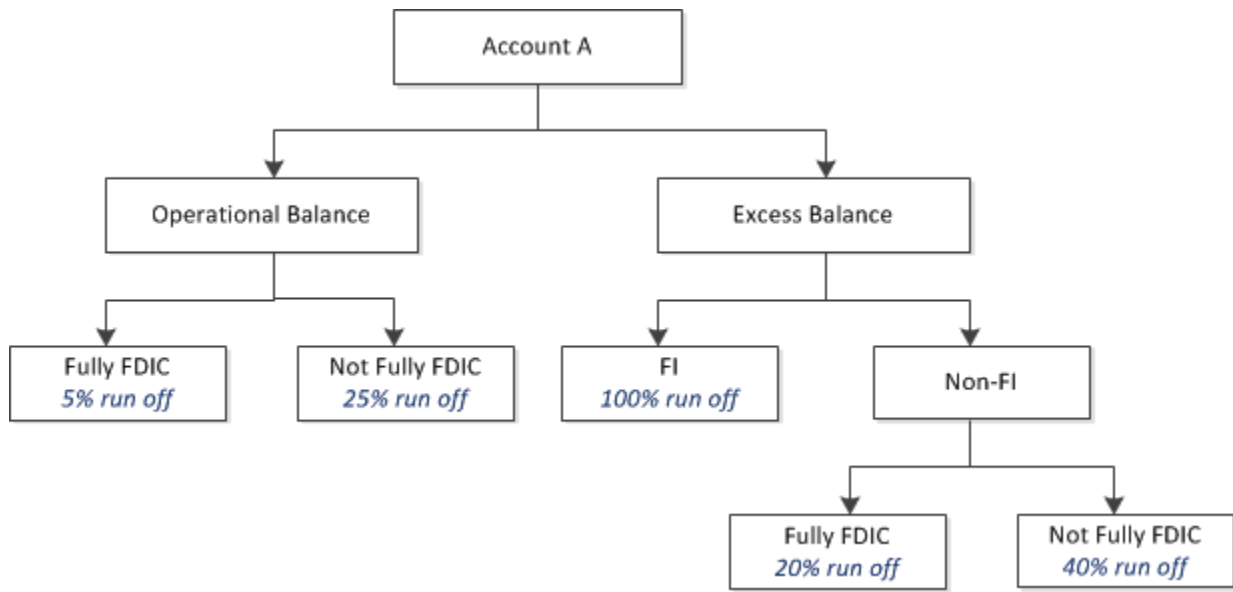 Account A
Operational Balance
Excess Balance
Fully FDIC
5% run off
Not Fully FDIC
25% run off
FI
100% run off
Non-FI
Fully FDIC
20% run off
Not Fully FDIC
40% run off